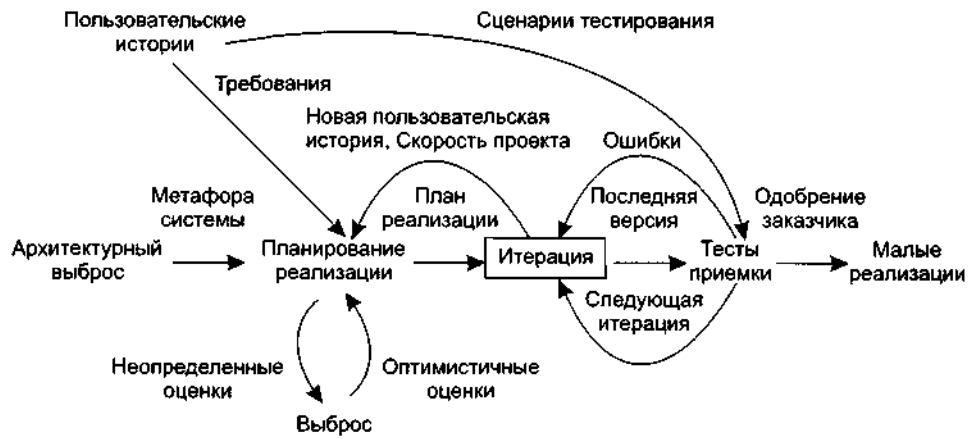 Пользовательские
истории
Сценарии тестирования
Требования
Новая пользовательская
история, Скорость проекта
Ошибки
Метафора
системы
План
реализации
Последняя
версия
Одобрение
заказчика
Архитектурный
выброс
Планирование
реализации
Итерация
Тесты
приемки
Малые
реализации
Следующая
итерация
Неопределенные
оценки
Оптимистичные
оценки
Выброс